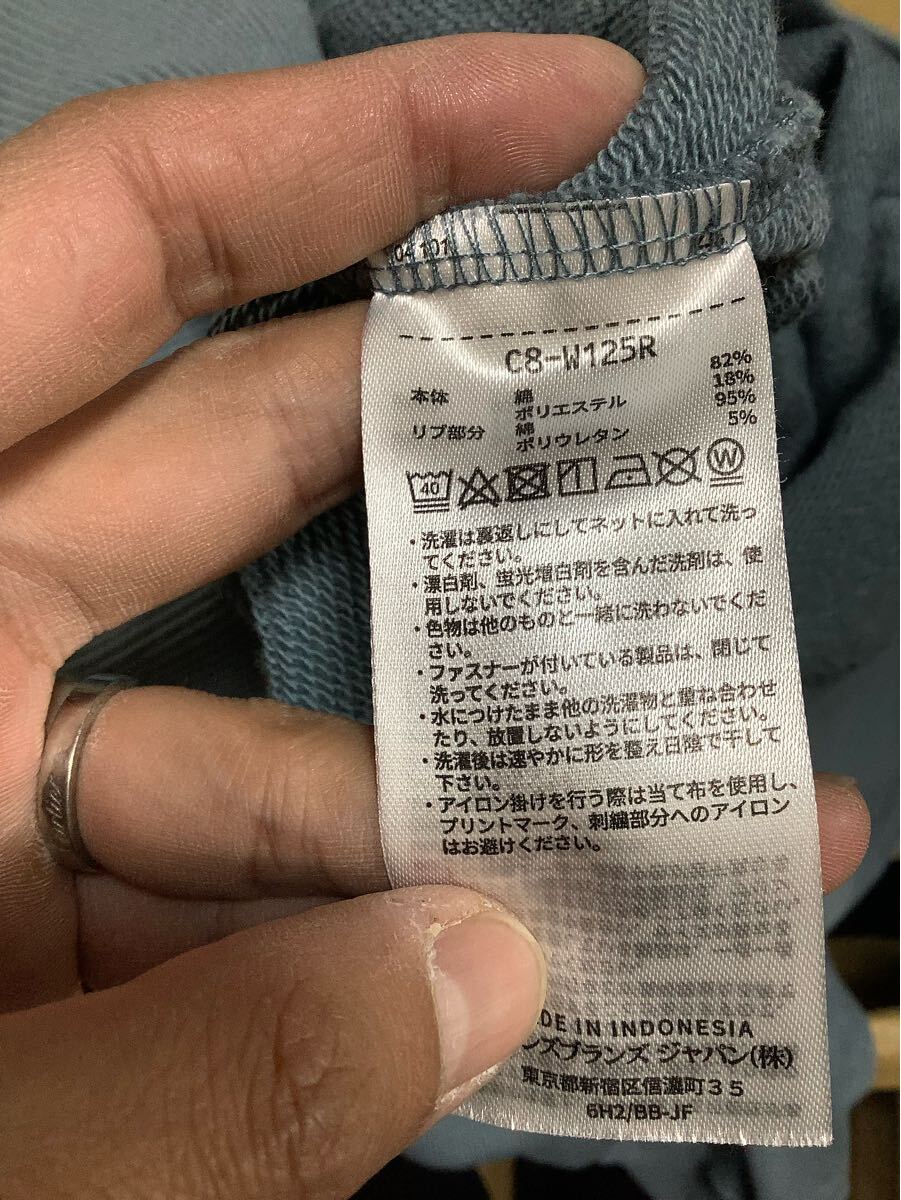 04 101
C8-W125R
本体 綿 82%
ポリエステル 18%
リブ部分 綿 95%
ポリウレタン 5%
40 W
・洗濯は裏返しにしてネットに入れて洗っ
てください。
・漂白剤、蛍光増白剤を含んだ洗剤は、使
用しないでください。
・色物は他のものと一緒に洗わないでくだ
さい。
・ファスナーが付いている製品は、閉じて
洗ってください。
・水につけたまま他の洗濯物と重ね合わせ
たり、放置しないようにしてください。
・洗濯後は速やかに形を整え日陰で干して
下さい。
・アイロン掛けを行う際は当て布を使用し、
プリントマーク、刺繍部分へのアイロン
はお避けください。
DE IN INDONESIA
ンズブランズ ジャパン(株)
東京都新宿区信濃町35
6H2/BB-JF